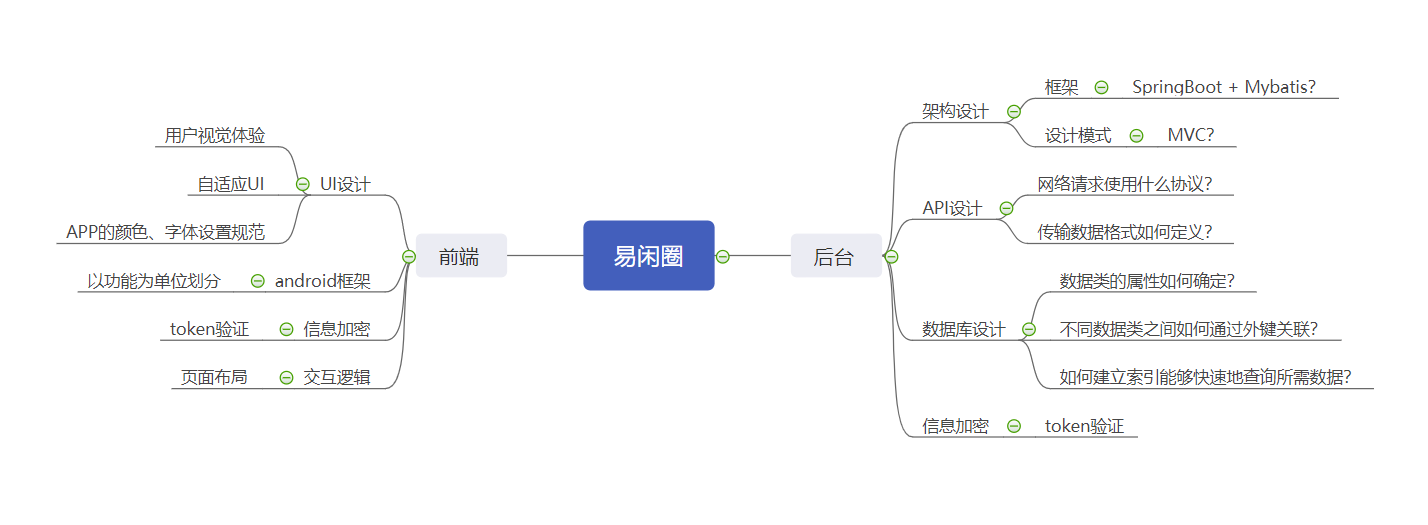 易闲圈
前端
UI设计
用户视觉体验
自适应UI
APP的颜色、字体设置规范
android框架
以功能为单位划分
信息加密
token验证
交互逻辑
页面布局
后台
架构设计
框架
SpringBoot + Mybatis?
设计模式
MVC?
API设计
网络请求使用什么协议?
传输数据格式如何定义?
数据库设计
数据类的属性如何确定?
不同数据类之间如何通过外键关联?
如何建立索引能够快速地查询所需数据?
信息加密
token验证